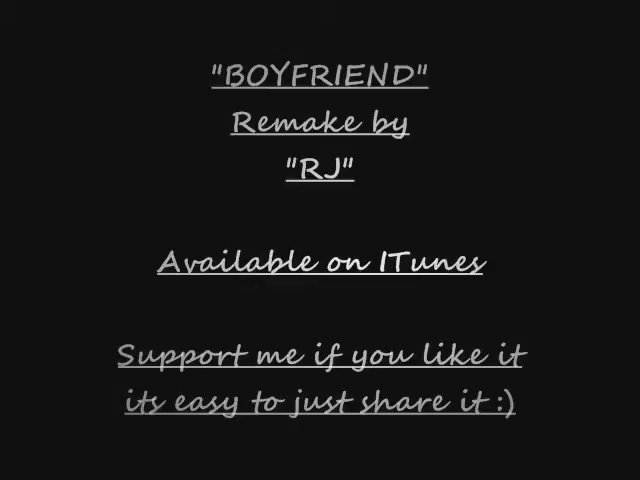 "BOYFRIEND"
Remake by
"RJ"
Available on ITunes
Support me if you like it
its easy to just share it :)